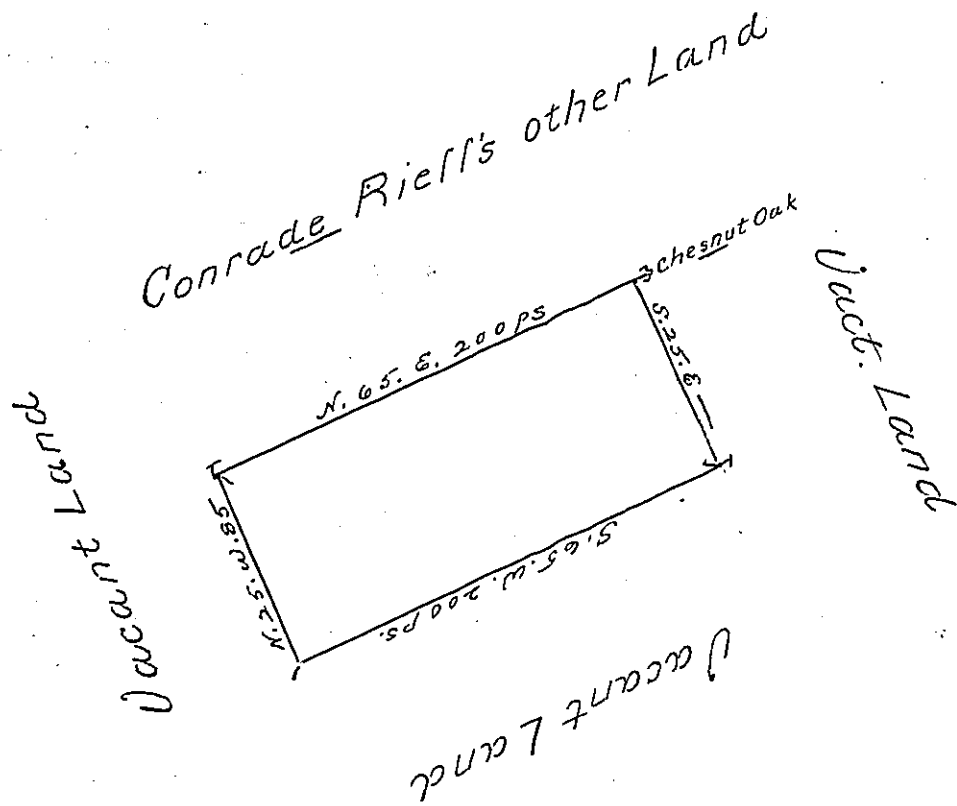 Conrade Riell's other Land
Chesnut Oak
N. 65. E. 200 ps
S. 25. E
Vact. Land
Vacant Land
N. 25. W. 85
S. 65. W. 200 ps.
Vacant Land